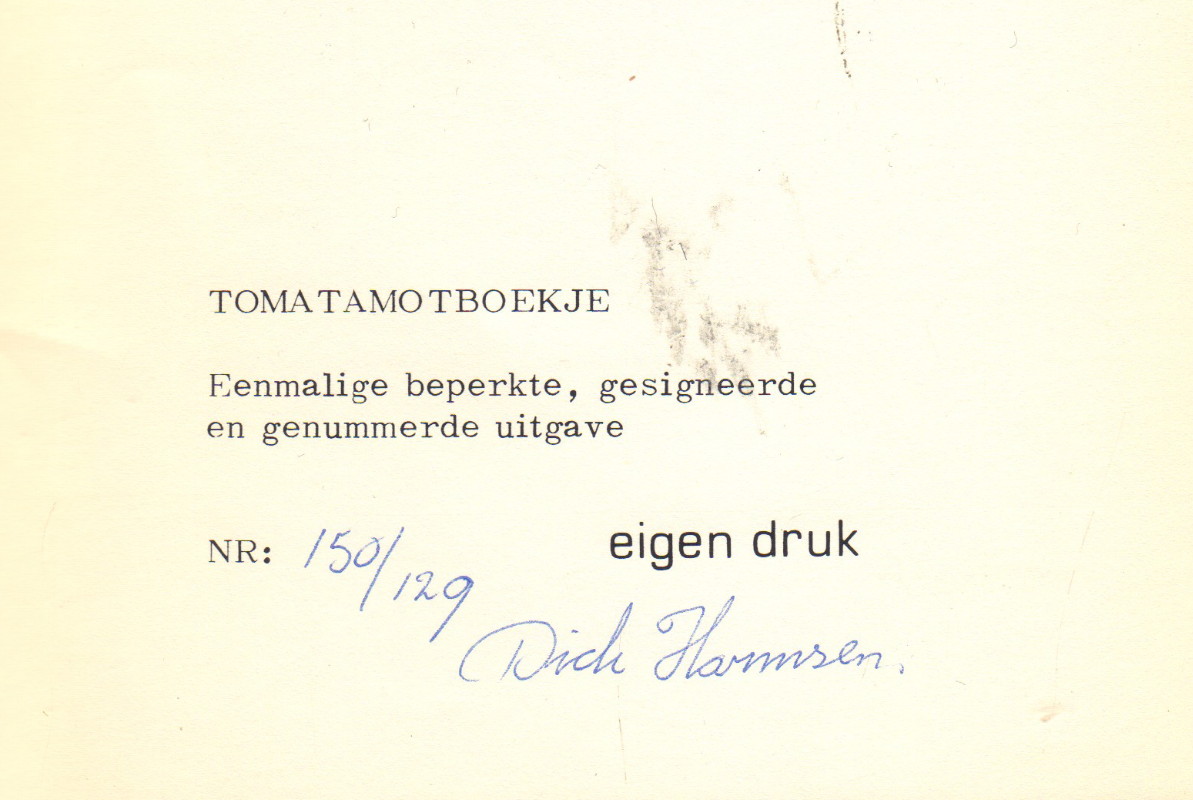 TOMATAMOTBOEKJE
Eenmalige beperkte, gesigneerde
en genummerde uitgave
NR: 150/129
eigen druk
Dick Harmsen.